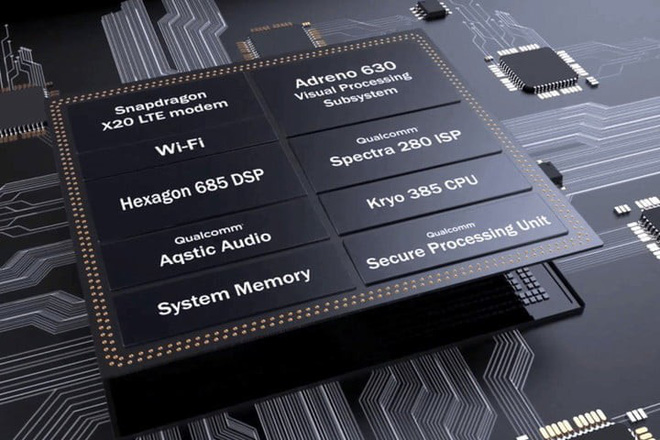 Snapdragon
X20 LTE modem
Wi-Fi
Hexagon 685 DSP
Qualcomm
Aqstic Audio
System Memory
Adreno 630
Visual Processing
Subsystem
Qualcomm
Spectra 280 ISP
Kryo 385 CPU
Qualcomm
Secure Processing Unit